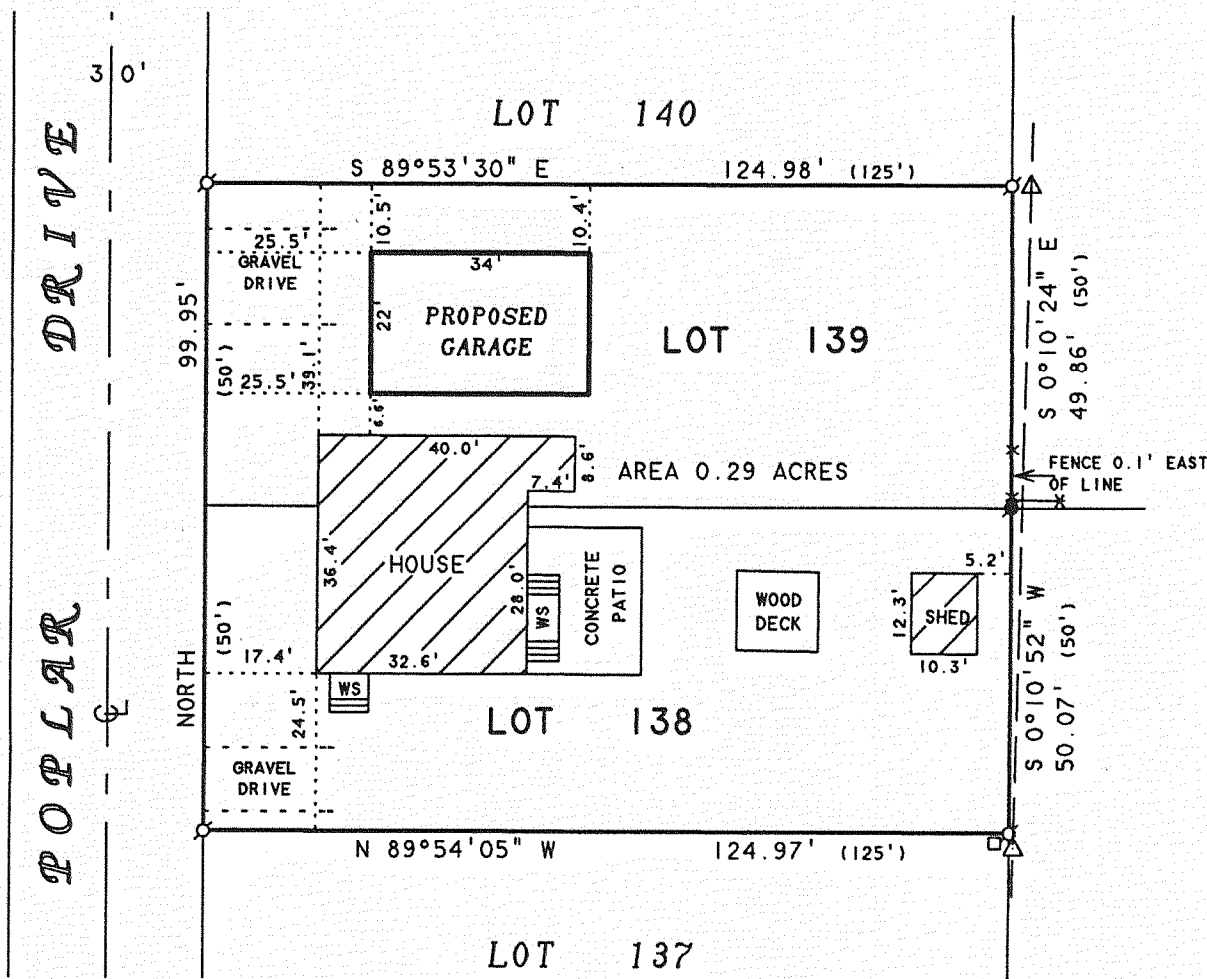 30'
POPLAR DRIVE
℄
LOT 140
S 89°53'30" E
124.98' (125')
10.5'
10.4'
25.5'
GRAVEL
DRIVE
34'
22'
PROPOSED
GARAGE
LOT 139
99.95'
(50')
25.5'
39.1'
6.6'
S 0°10'24" E
49.86' (50')
40.0'
8.6'
7.4'
AREA 0.29 ACRES
FENCE 0.1' EAST
OF LINE
X
X
X
36.4'
HOUSE
28.0'
WS
CONCRETE
PATIO
WOOD
DECK
5.2'
12.3'
SHED
10.3'
S 0°10'52" W
50.07' (50')
NORTH
(50')
17.4'
32.6'
WS
24.5'
LOT 138
GRAVEL
DRIVE
N 89°54'05" W
124.97' (125')
LOT 137